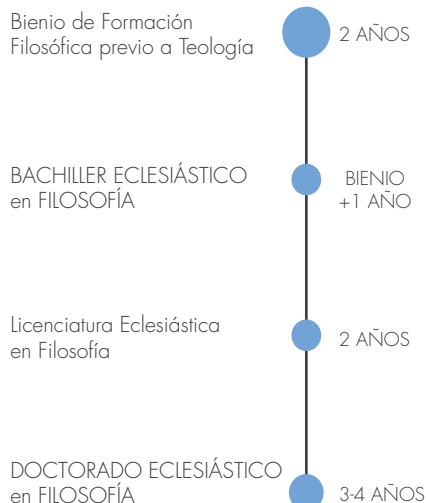 Bienio de Formación
Filosófica previo a Teología
2 AÑOS
BACHILLER ECLESIÁSTICO
en FILOSOFÍA
BIENIO
+1 AÑO
Licenciatura Eclesiástica
en Filosofía
2 AÑOS
DOCTORADO ECLESIÁSTICO
en FILOSOFÍA
3-4 AÑOS